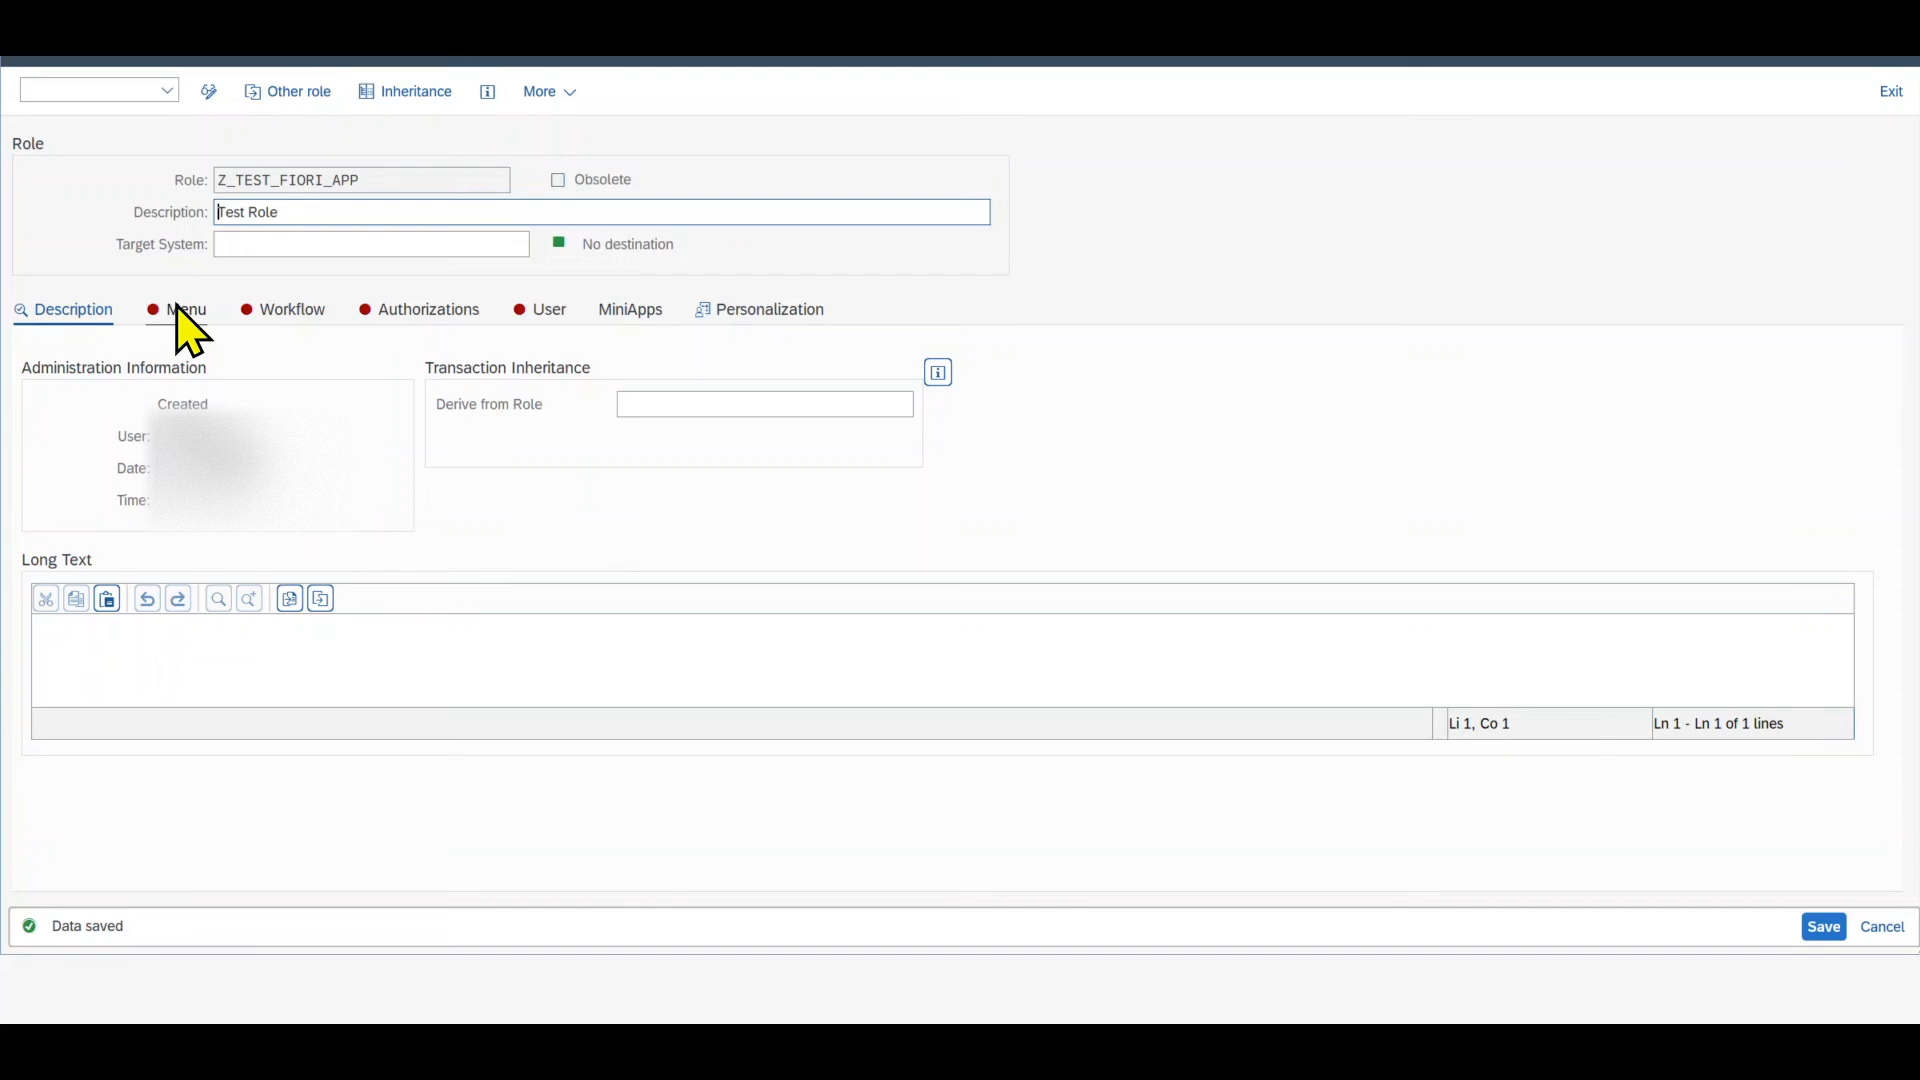 Other role Inheritance More Exit
Role
Role: Z_TEST_FIORI_APP Obsolete
Description: Test Role
Target System: No destination
Description Menu Workflow Authorizations User MiniApps Personalization
Administration Information Transaction Inheritance
Created Derive from Role
User:
Date:
Time:
Long Text
Li 1, Co 1 Ln 1 - Ln 1 of 1 lines
Data saved Save Cancel